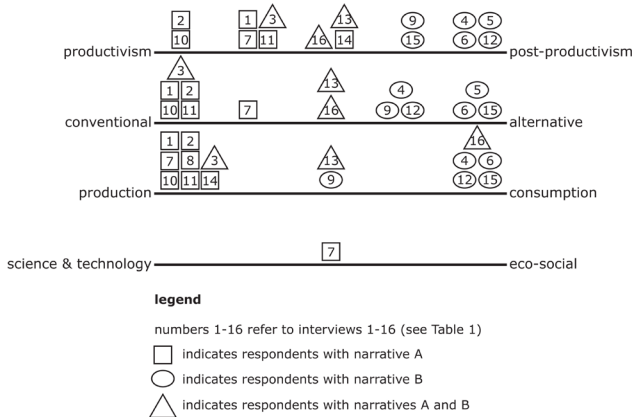 2 1 3 13 9 4 5
10 7 11 16 14 15 6 12
productivism post-productivism
3 13 4 5
1 2 16 9 12 6 15
10 11 7
conventional alternative
1 2 16
7 8 3 13 4 6
10 11 14 9 12 15
production consumption
7
science & technology eco-social
legend
numbers 1-16 refer to interviews 1-16 (see Table 1)
indicates respondents with narrative A
indicates respondents with narrative B
indicates respondents with narratives A and B